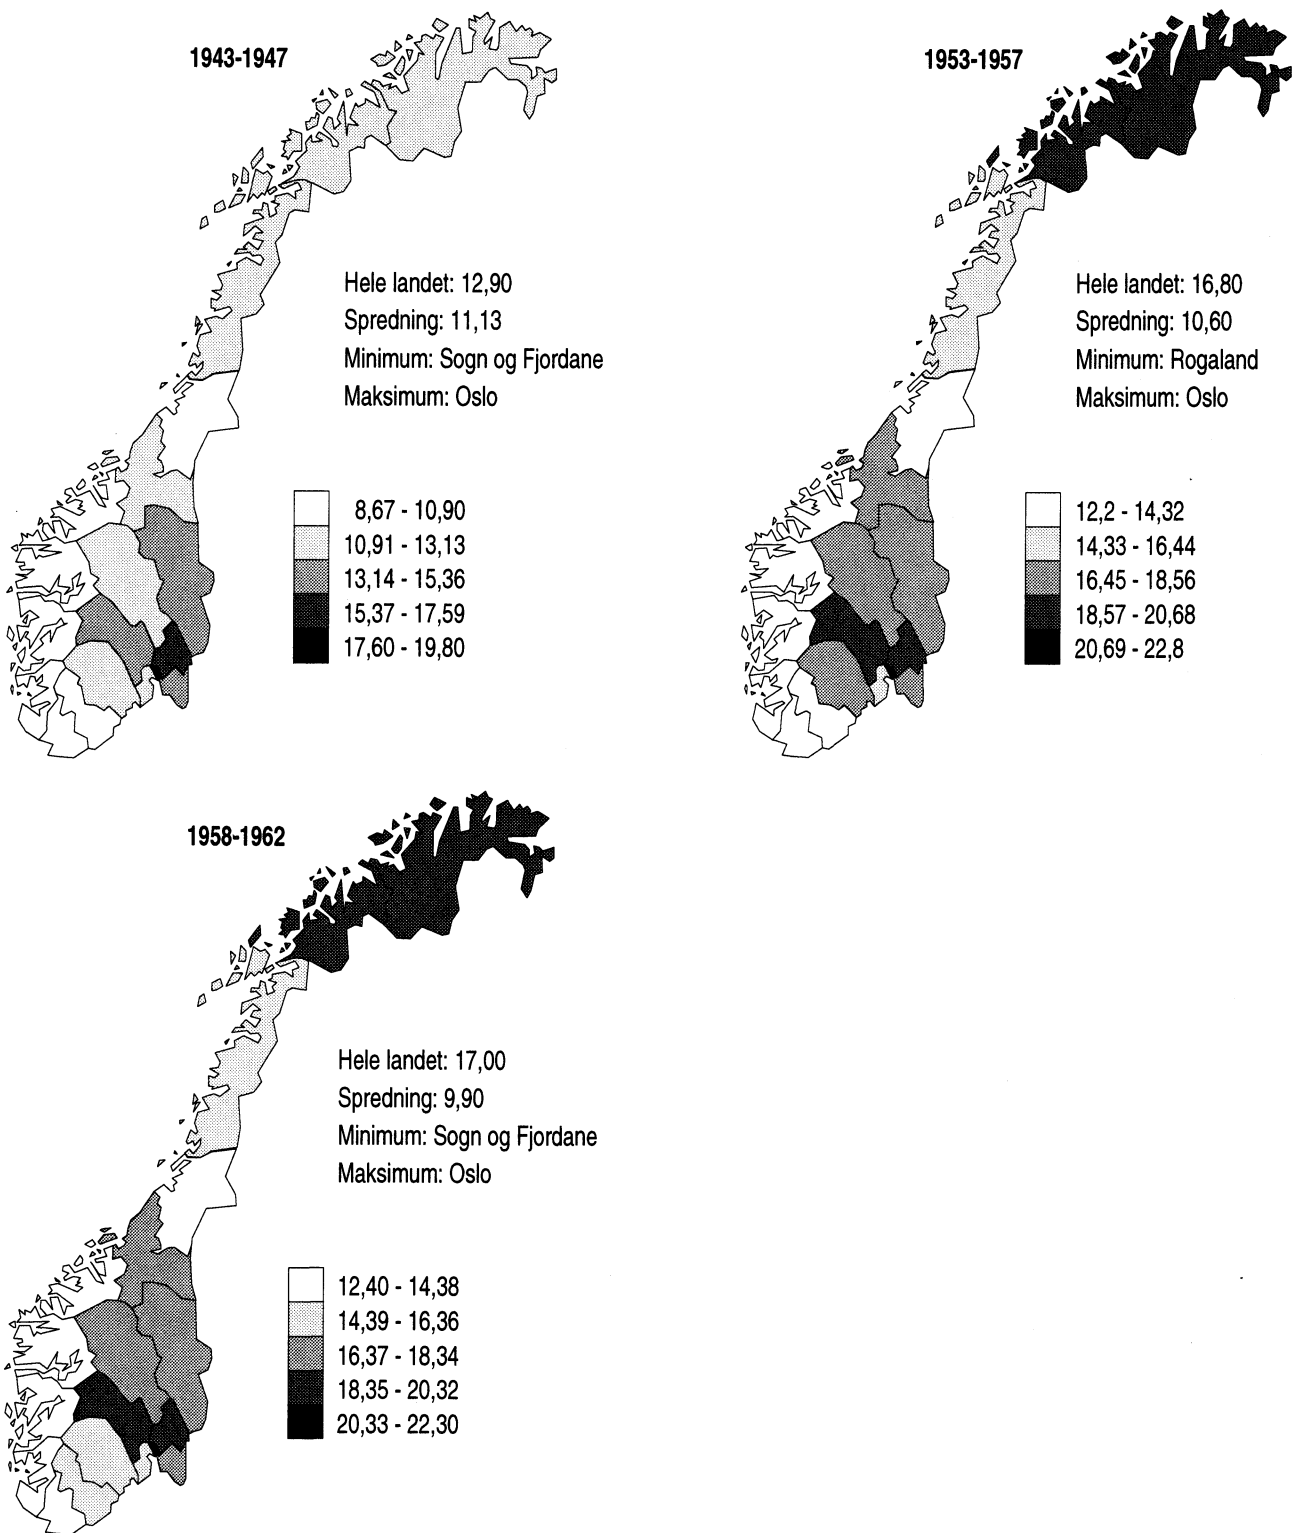 1943-1947
Hele landet: 12,90
Spredning: 11,13
Minimum: Sogn og Fjordane
Maksimum: Oslo
8,67 - 10,90
10,91 - 13,13
13,14 - 15,36
15,37 - 17,59
17,60 - 19,80
1953-1957
Hele landet: 16,80
Spredning: 10,60
Minimum: Rogaland
Maksimum: Oslo
12,2 - 14,32
14,33 - 16,44
16,45 - 18,56
18,57 - 20,68
20,69 - 22,8
1958-1962
Hele landet: 17,00
Spredning: 9,90
Minimum: Sogn og Fjordane
Maksimum: Oslo
12,40 - 14,38
14,39 - 16,36
16,37 - 18,34
18,35 - 20,32
20,33 - 22,30